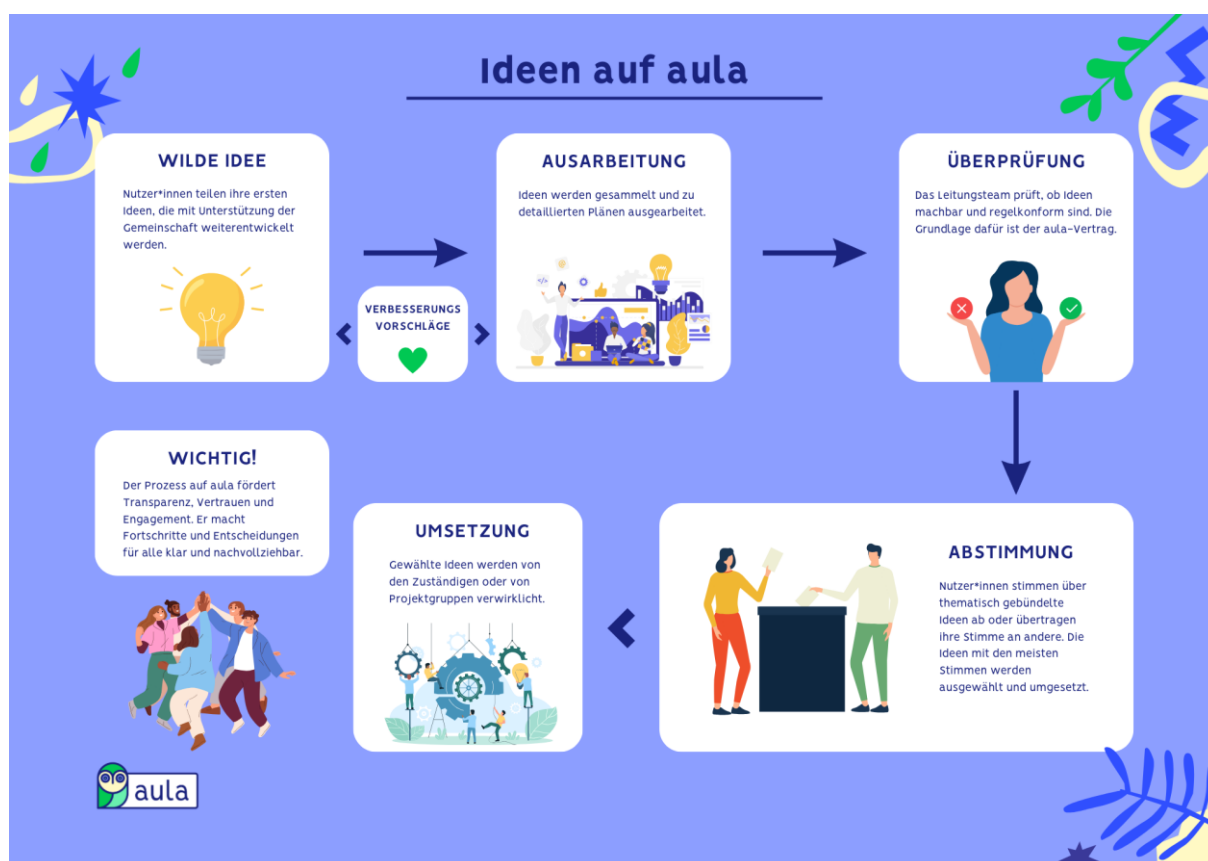 Ideen auf aula
WILDE IDEE
Nutzer*innen teilen ihre ersten
Ideen, die mit Unterstützung der
Gemeinschaft weiterentwickelt
werden.
VERBESSERUNGS
VORSCHLÄGE
AUSARBEITUNG
Ideen werden gesammelt und zu
detaillierten Plänen ausgearbeitet.
ÜBERPRÜFUNG
Das Leitungsteam prüft, ob Ideen
machbar und regelkonform sind. Die
Grundlage dafür ist der aula-Vertrag.
ABSTIMMUNG
Nutzer*innen stimmen über
thematisch gebündelte
Ideen ab oder übertragen
ihre Stimme an andere. Die
Ideen mit den meisten
Stimmen werden
ausgewählt und umgesetzt.
UMSETZUNG
Gewählte Ideen werden von
den Zuständigen oder von
Projektgruppen verwirklicht.
WICHTIG!
Der Prozess auf aula fördert
Transparenz, Vertrauen und
Engagement. Er macht
Fortschritte und Entscheidungen
für alle klar und nachvollziehbar.
aula